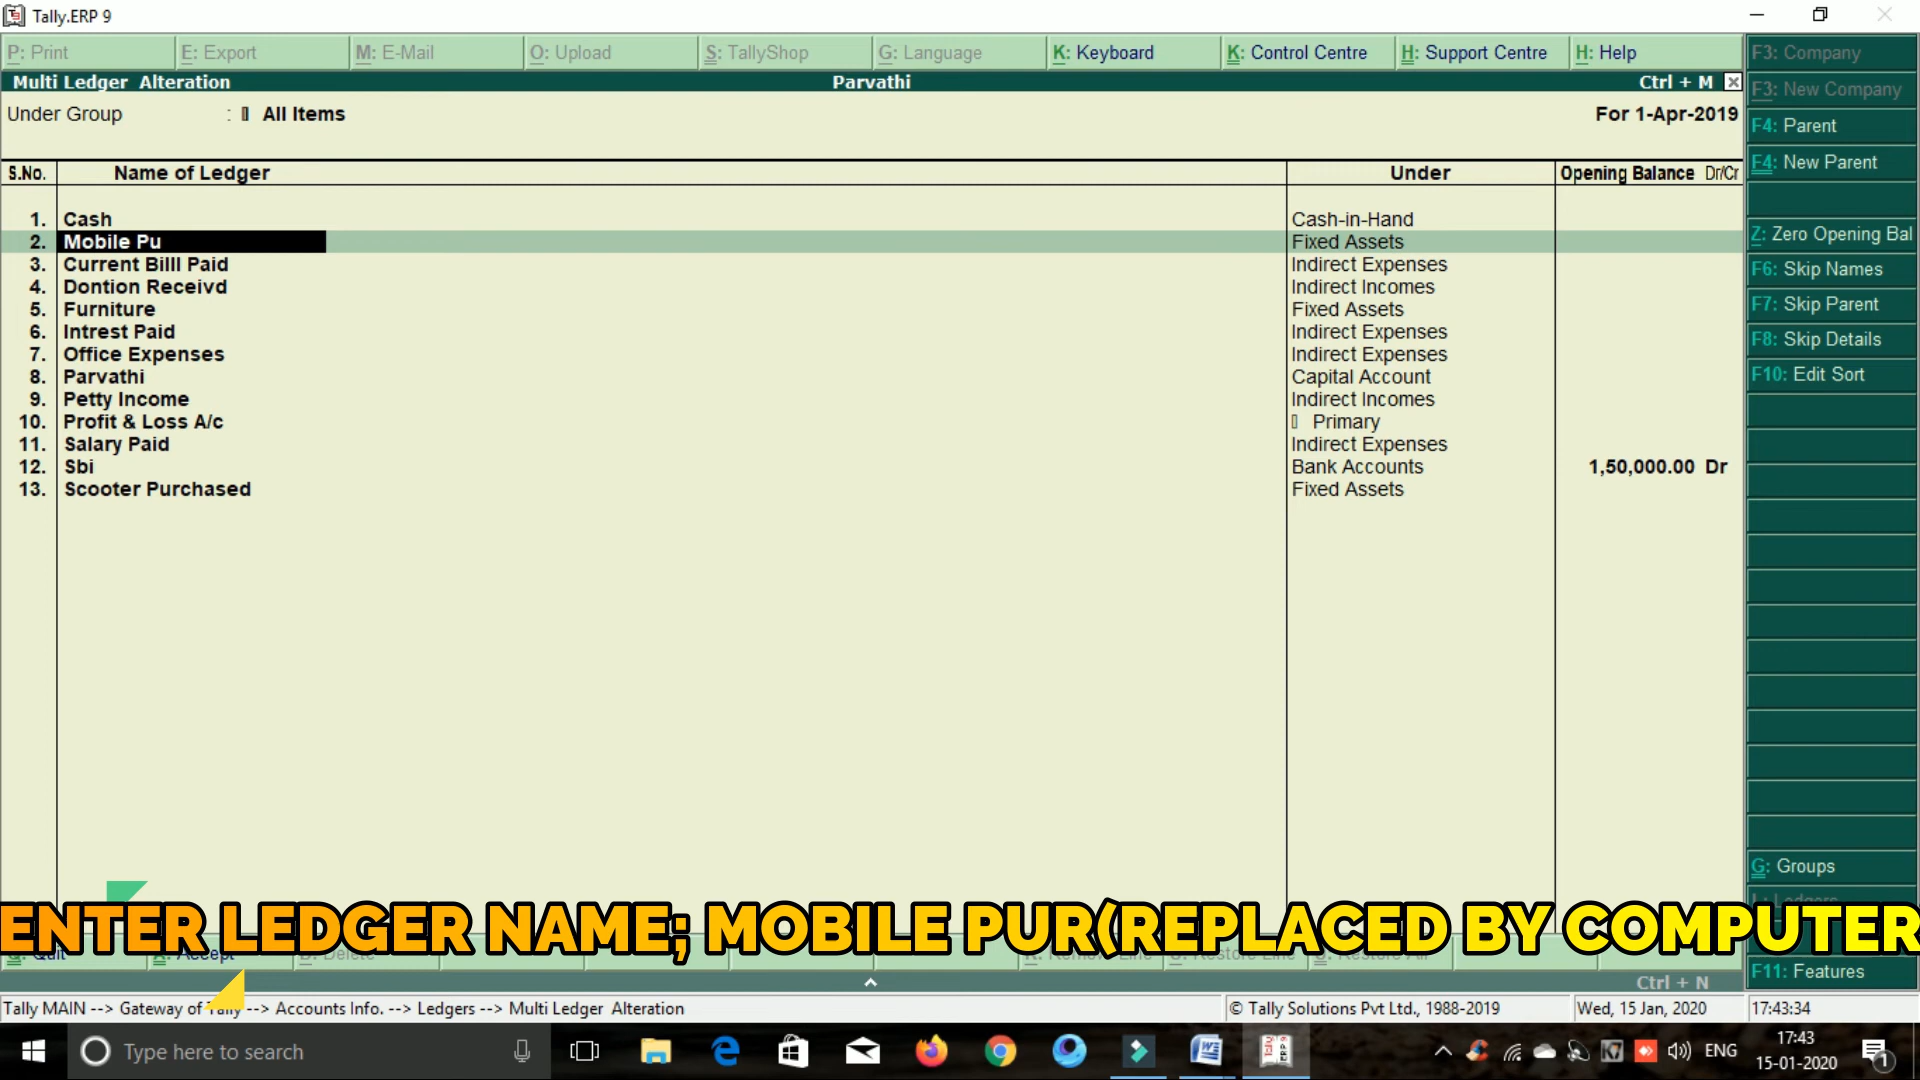 Tally.ERP 9
P: Print E: Export M: E-Mail O: Upload S: TallyShop G: Language K: Keyboard K: Control Centre H: Support Centre H: Help
Multi Ledger Alteration Parvathi Ctrl + M
Under Group : All Items For 1-Apr-2019
S.No. Name of Ledger Under Opening Balance Dr/Cr
1. Cash Cash-in-Hand
2. Mobile Pu Fixed Assets
3. Current Billl Paid Indirect Expenses
4. Dontion Receivd Indirect Incomes
5. Furniture Fixed Assets
6. Intrest Paid Indirect Expenses
7. Office Expenses Indirect Expenses
8. Parvathi Capital Account
9. Petty Income Indirect Incomes
10. Profit & Loss A/c Primary
11. Salary Paid Indirect Expenses
12. Sbi Bank Accounts 1,50,000.00 Dr
13. Scooter Purchased Fixed Assets
F3: Company
F3: New Company
F4: Parent
F4: New Parent
Z: Zero Opening Bal
F6: Skip Names
F7: Skip Parent
F8: Skip Details
F10: Edit Sort
G: Groups
ENTER LEDGER NAME; MOBILE PUR(REPLACED BY COMPUTER
F11: Features
Ctrl + N
Tally MAIN --> Gateway of Tally --> Accounts Info. --> Ledgers --> Multi Ledger Alteration © Tally Solutions Pvt Ltd., 1988-2019 Wed, 15 Jan, 2020 17:43:34
Type here to search ENG 17:43
15-01-2020 1